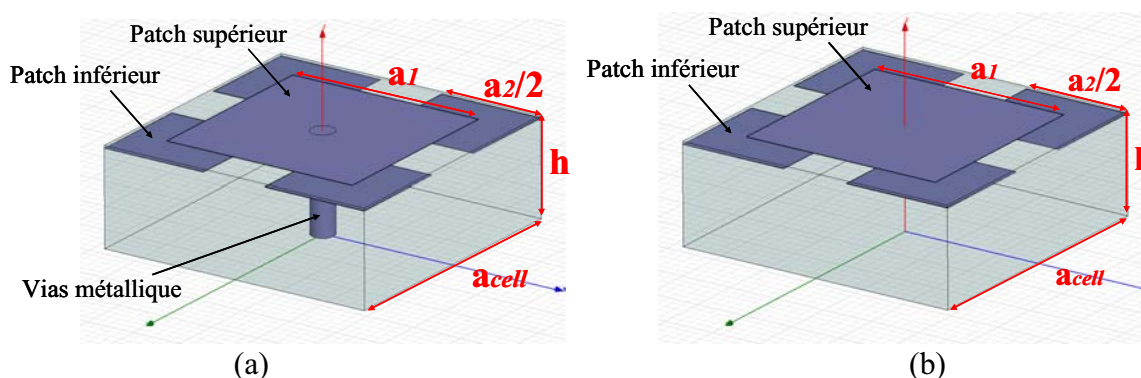 Patch supérieur
Patch inférieur
a1
a2/2
h
acell
Vias métallique
(a)
Patch supérieur
Patch inférieur
a1
a2/2
acell
(b)